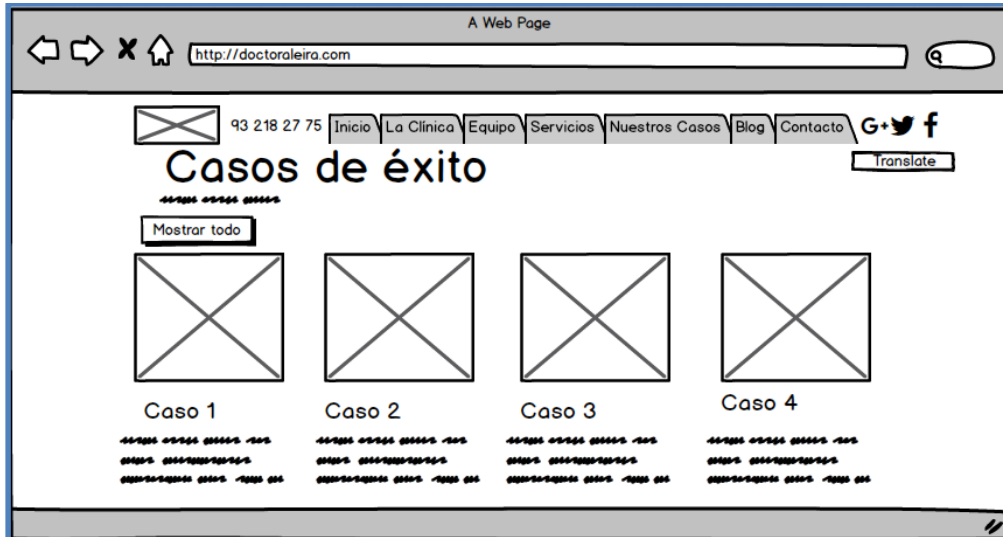 A Web Page
http://doctoraleira.com
93 218 27 75 Inicio La Clínica Equipo Servicios Nuestros Casos Blog Contacto G+ f
Casos de éxito
Translate
Mostrar todo
Caso 1 Caso 2 Caso 3 Caso 4